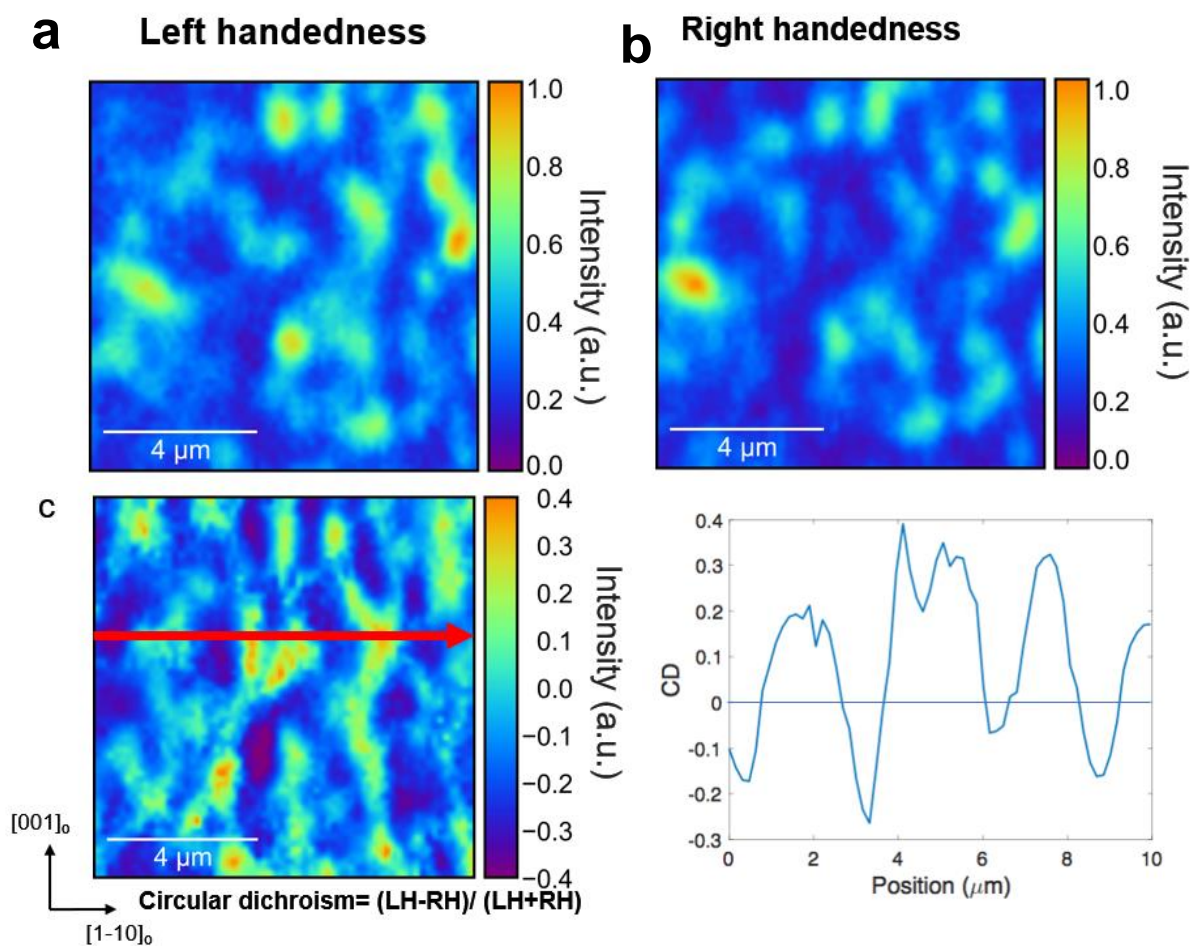 a
Left handedness
b
Right handedness
1.0
0.8
0.6
0.4
0.2
0.0
Intensity (a.u.)
4 μm
1.0
0.8
0.6
0.4
0.2
0.0
Intensity (a.u.)
4 μm
c
0.4
0.3
0.2
0.1
0.0
−0.1
−0.2
−0.3
−0.4
Intensity (a.u.)
4 μm
[001]₀
[1-10]₀
Circular dichroism= (LH-RH)/ (LH+RH)
0.4
0.3
0.2
0.1
0
-0.1
-0.2
-0.3
CD
0
2
4
6
8
10
Position (μm)